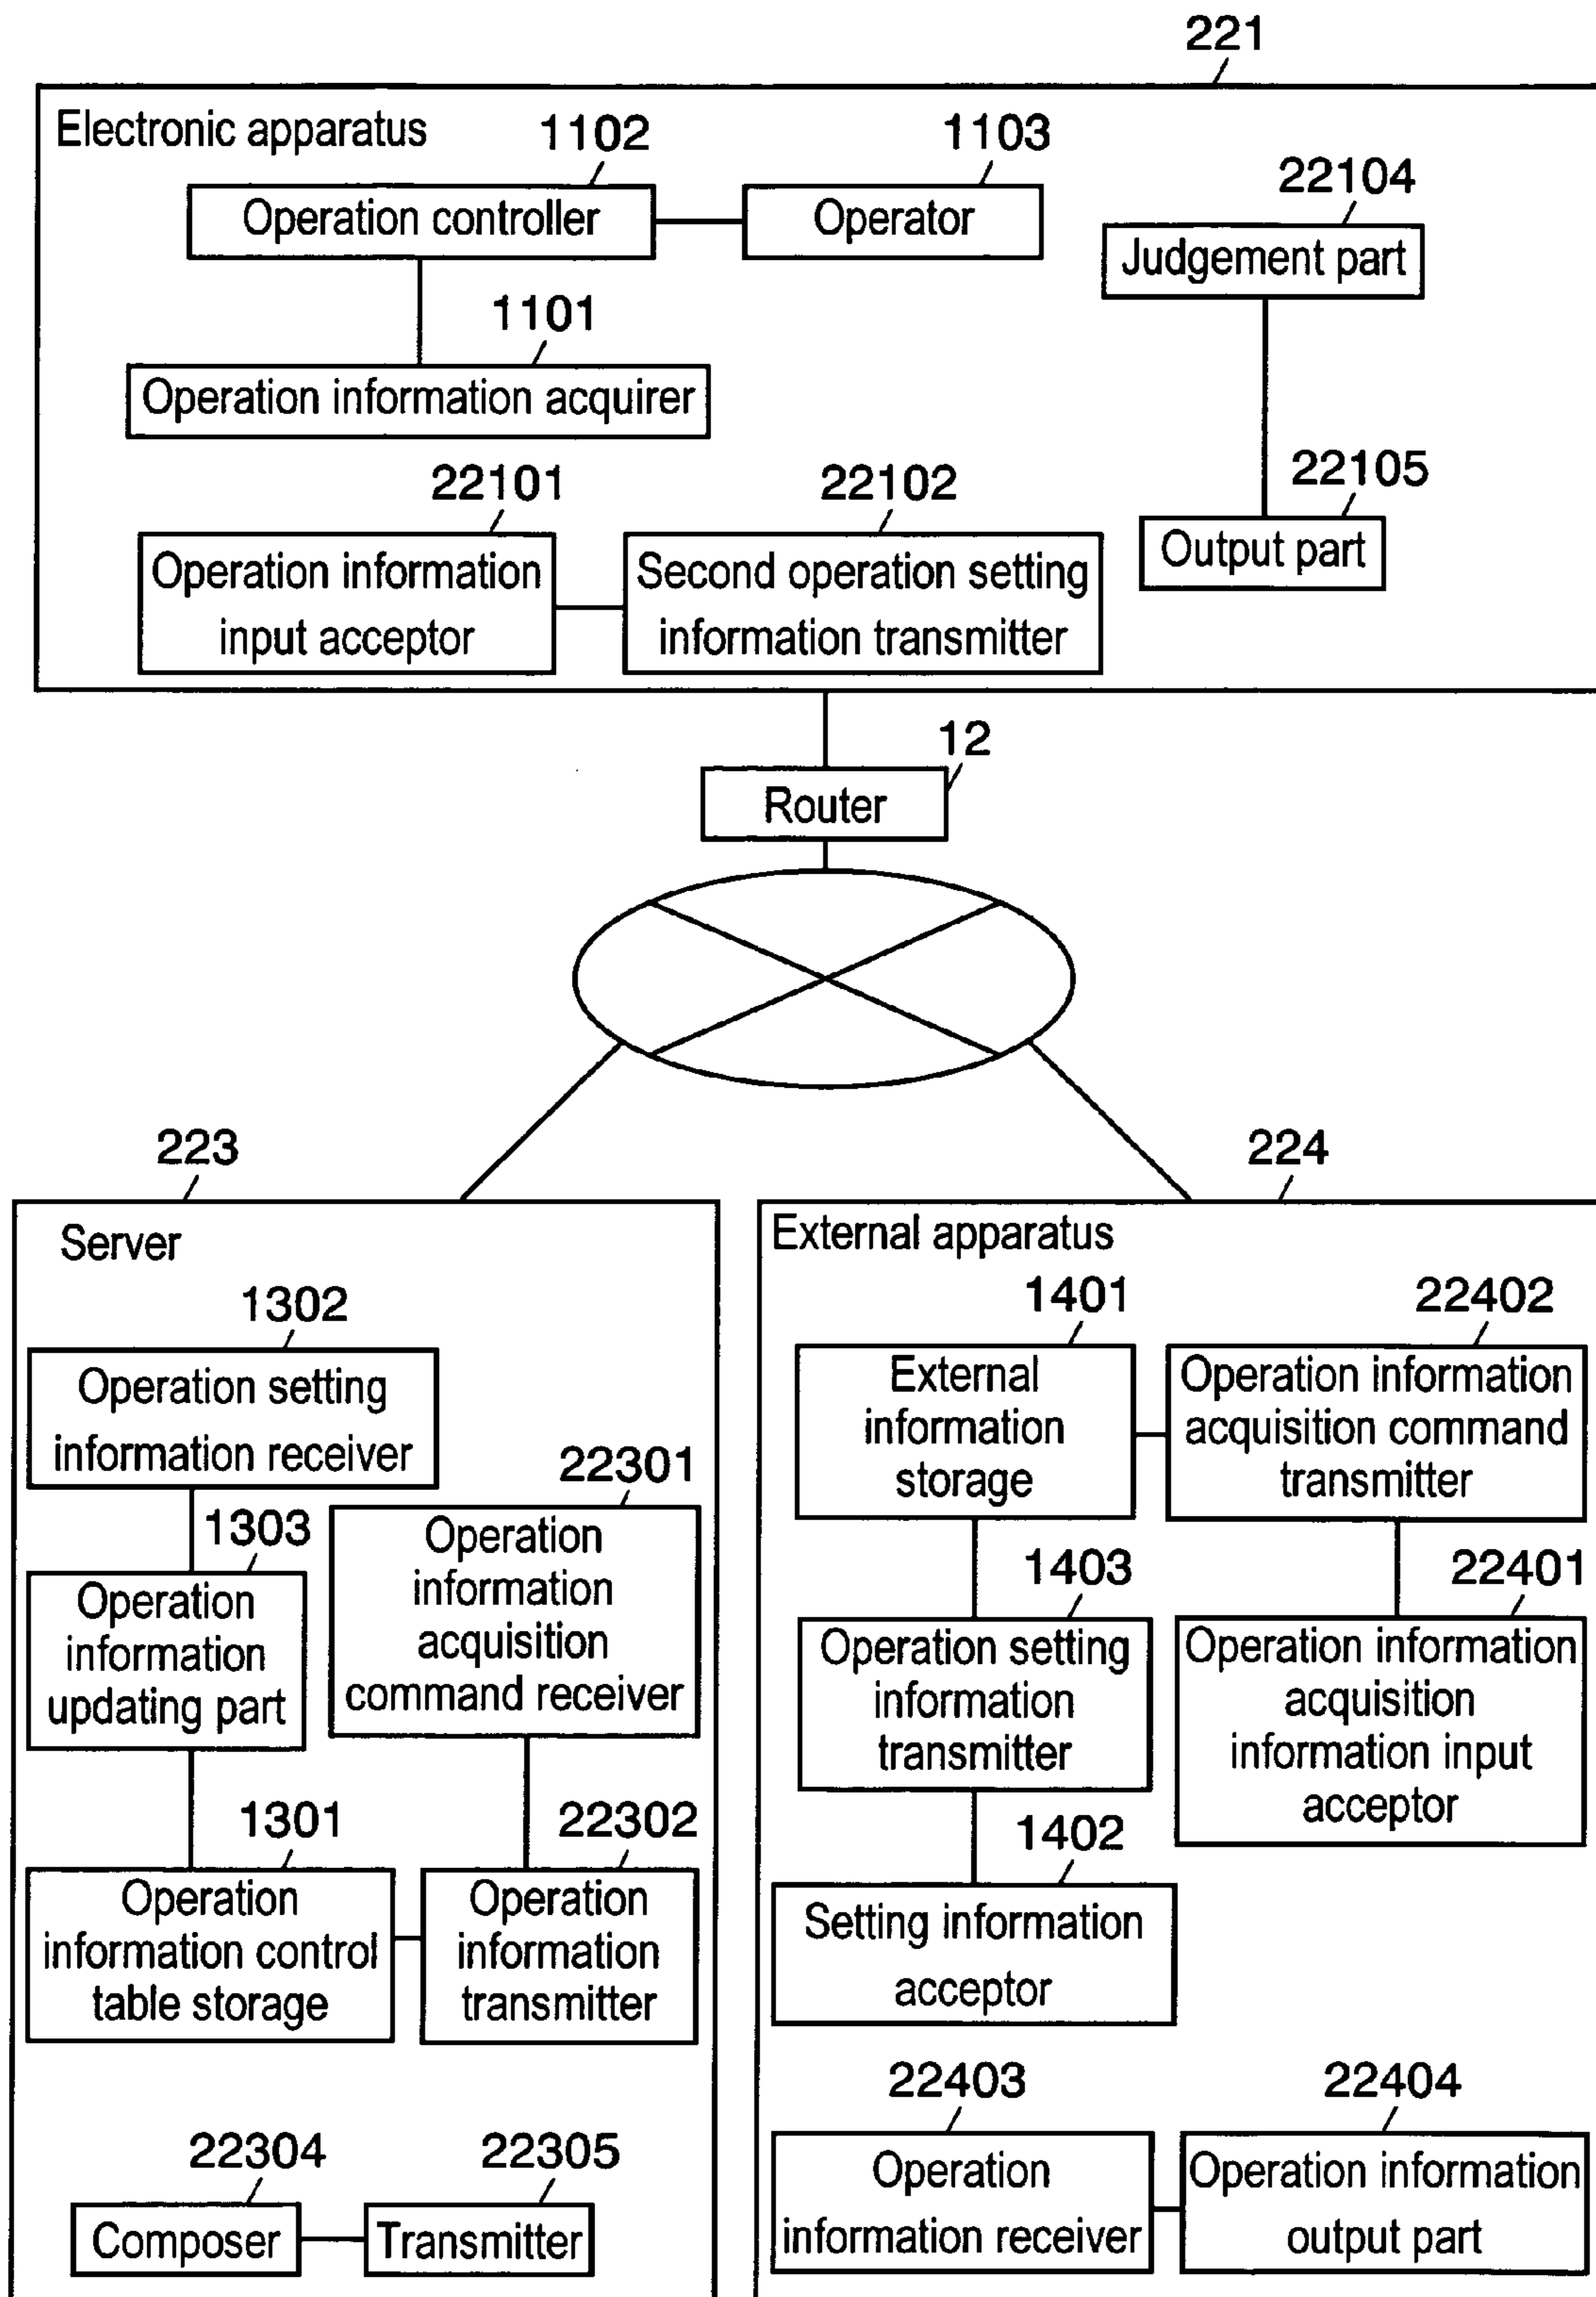 221
Electronic apparatus
1102
1103
Operation controller
Operator
22104
Judgement part
1101
Operation information acquirer
22101
22102
22105
Operation information
input acceptor
Second operation setting
information transmitter
Output part
12
Router
223
224
Server
External apparatus
1302
Operation setting
information receiver
1303
Operation
information
updating part
22301
Operation
information
acquisition
command receiver
1301
Operation
information control
table storage
22302
Operation
information
transmitter
22304
Composer
22305
Transmitter
1401
External
information
storage
22402
Operation information
acquisition command
transmitter
1403
Operation setting
information
transmitter
22401
Operation information
acquisition
information input
acceptor
1402
Setting information
acceptor
22403
Operation
information receiver
22404
Operation information
output part